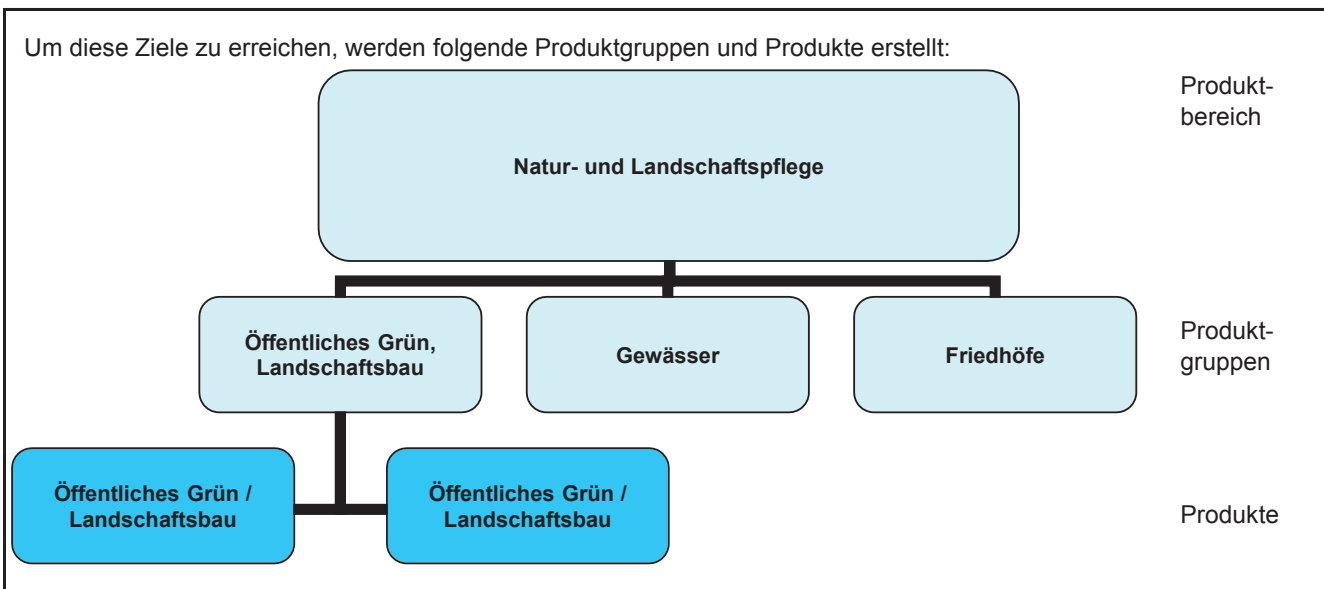 Um diese Ziele zu erreichen, werden folgende Produktgruppen und Produkte erstellt:
Produkt-
bereich
Natur- und Landschaftspflege
Öffentliches Grün,
Landschaftsbau
Gewässer
Friedhöfe
Produkt-
gruppen
Öffentliches Grün /
Landschaftsbau
Öffentliches Grün /
Landschaftsbau
Produkte